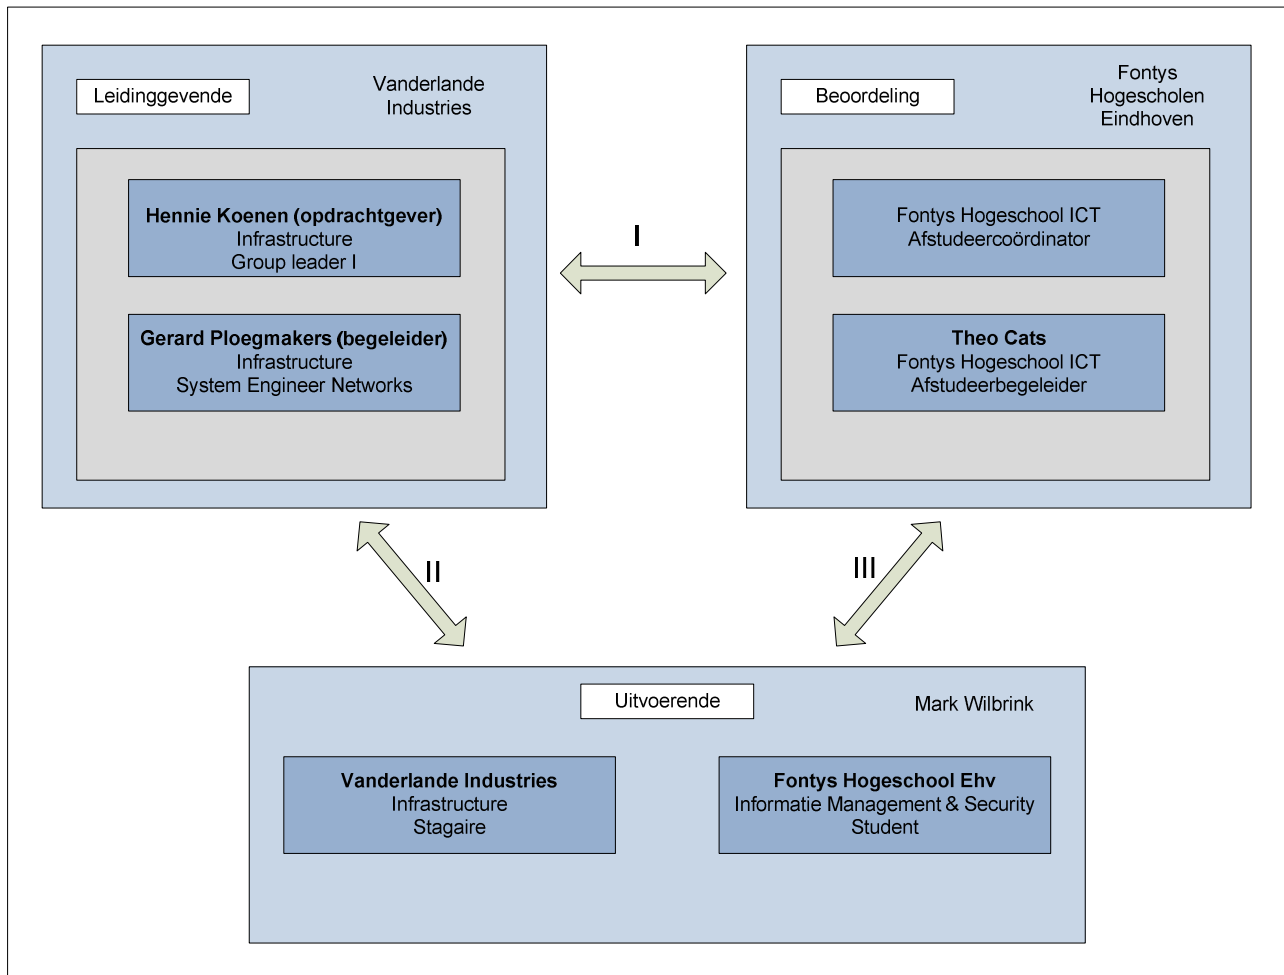 Leidinggevende
Vanderlande
Industries
Hennie Koenen (opdrachtgever)
Infrastructure
Group leader I
Gerard Ploegmakers (begeleider)
Infrastructure
System Engineer Networks
I
Beoordeling
Fontys
Hogescholen
Eindhoven
Fontys Hogeschool ICT
Afstudeercoördinator
Theo Cats
Fontys Hogeschool ICT
Afstudeerbegeleider
II
III
Uitvoerende
Mark Wilbrink
Vanderlande Industries
Infrastructure
Stagaire
Fontys Hogeschool Ehv
Informatie Management & Security
Student